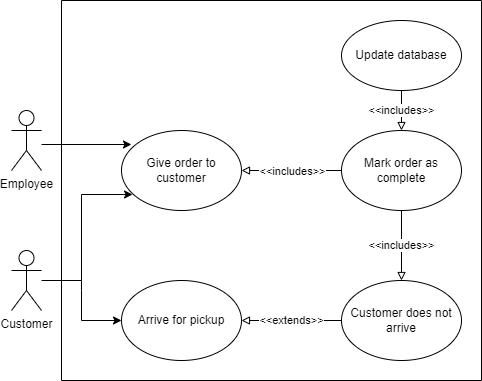 Update database
<<includes>>
Employee
Give order to
customer
<<includes>>
Mark order as
complete
<<includes>>
Customer
Arrive for pickup
<<extends>>
Customer does not
arrive